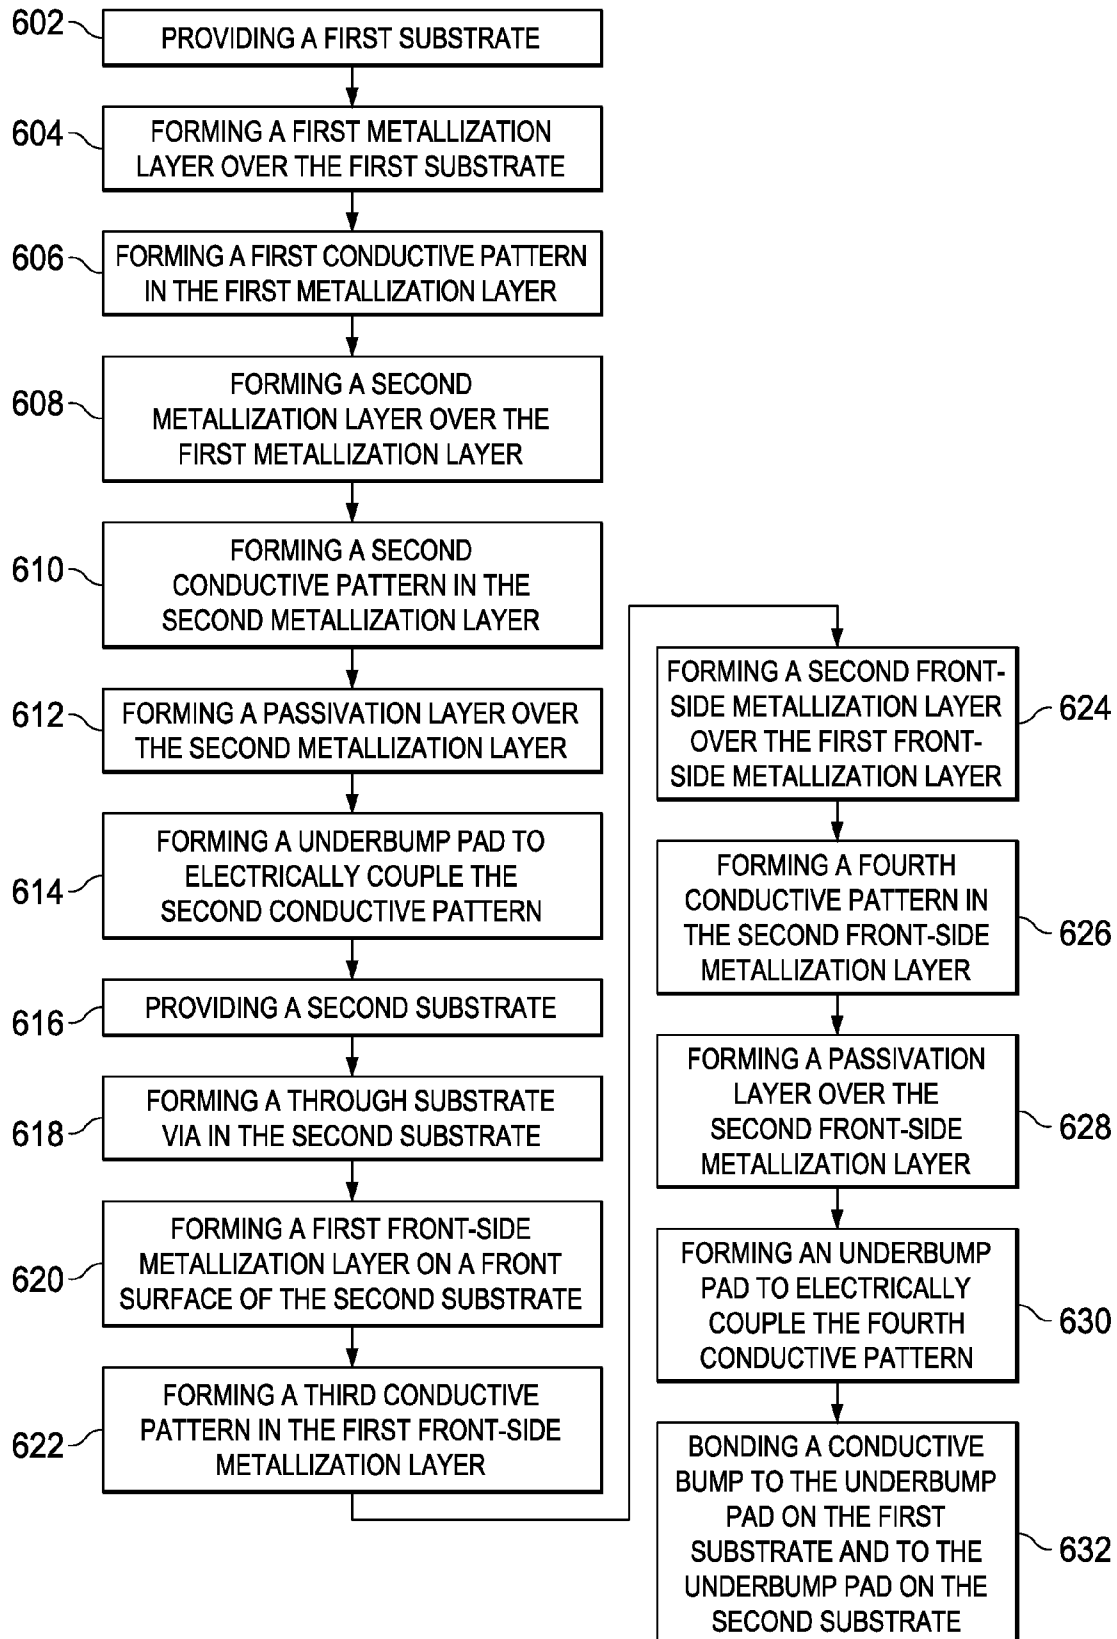 602
PROVIDING A FIRST SUBSTRATE
604
FORMING A FIRST METALLIZATION
LAYER OVER THE FIRST SUBSTRATE
606
FORMING A FIRST CONDUCTIVE PATTERN
IN THE FIRST METALLIZATION LAYER
608
FORMING A SECOND
METALLIZATION LAYER OVER THE
FIRST METALLIZATION LAYER
610
FORMING A SECOND
CONDUCTIVE PATTERN IN THE
SECOND METALLIZATION LAYER
612
FORMING A PASSIVATION LAYER OVER
THE SECOND METALLIZATION LAYER
614
FORMING A UNDERBUMP PAD TO
ELECTRICALLY COUPLE THE
SECOND CONDUCTIVE PATTERN
616
PROVIDING A SECOND SUBSTRATE
618
FORMING A THROUGH SUBSTRATE
VIA IN THE SECOND SUBSTRATE
620
FORMING A FIRST FRONT-SIDE
METALLIZATION LAYER ON A FRONT
SURFACE OF THE SECOND SUBSTRATE
622
FORMING A THIRD CONDUCTIVE
PATTERN IN THE FIRST FRONT-SIDE
METALLIZATION LAYER
FORMING A SECOND FRONT-
SIDE METALLIZATION LAYER
OVER THE FIRST FRONT-
SIDE METALLIZATION LAYER
624
FORMING A FOURTH
CONDUCTIVE PATTERN IN
THE SECOND FRONT-SIDE
METALLIZATION LAYER
626
FORMING A PASSIVATION
LAYER OVER THE
SECOND FRONT-SIDE
METALLIZATION LAYER
628
FORMING AN UNDERBUMP
PAD TO ELECTRICALLY
COUPLE THE FOURTH
CONDUCTIVE PATTERN
630
BONDING A CONDUCTIVE
BUMP TO THE UNDERBUMP
PAD ON THE FIRST
SUBSTRATE AND TO THE
UNDERBUMP PAD ON THE
SECOND SUBSTRATE
632